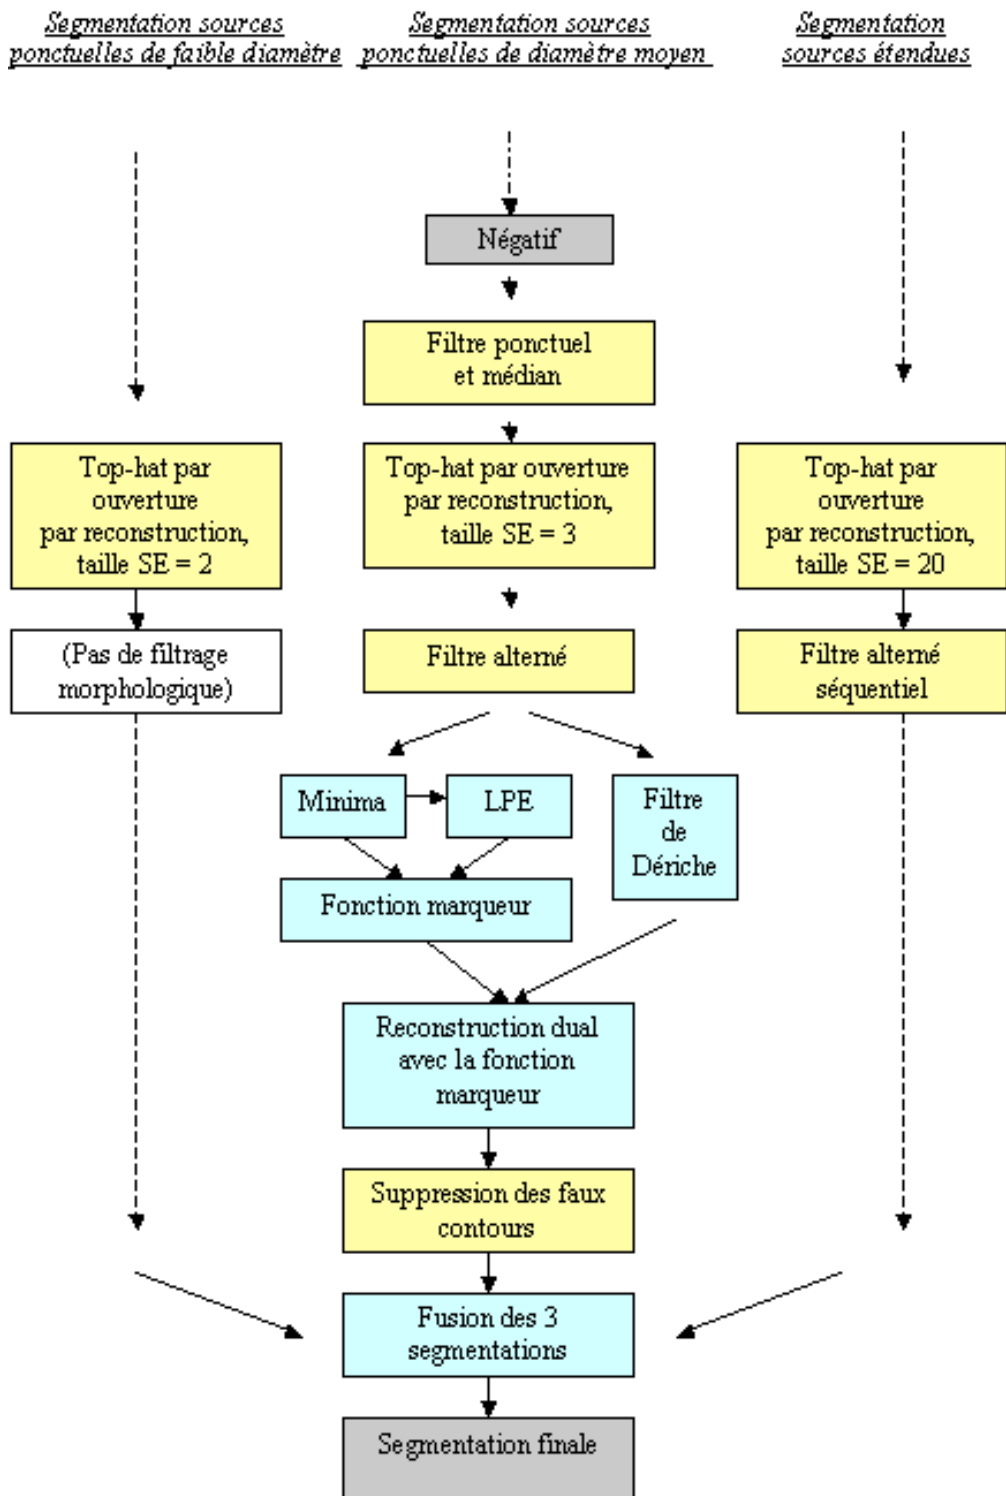 Segmentation sources
ponctuelles de faible diamètre
Segmentation sources
ponctuelles de diamètre moyen
Segmentation
sources étendues
Négatif
Filtre ponctuel
et médian
Top-hat par
ouverture
par reconstruction,
taille SE = 2
Top-hat par ouverture
par reconstruction,
taille SE = 3
Top-hat par
ouverture
par reconstruction,
taille SE = 20
(Pas de filtrage
morphologique)
Filtre alterné
Filtre alterné
séquentiel
Minima
LPE
Filtre
de
Dériche
Fonction marqueur
Reconstruction dual
avec la fonction
marqueur
Suppression des faux
contours
Fusion des 3
segmentations
Segmentation finale